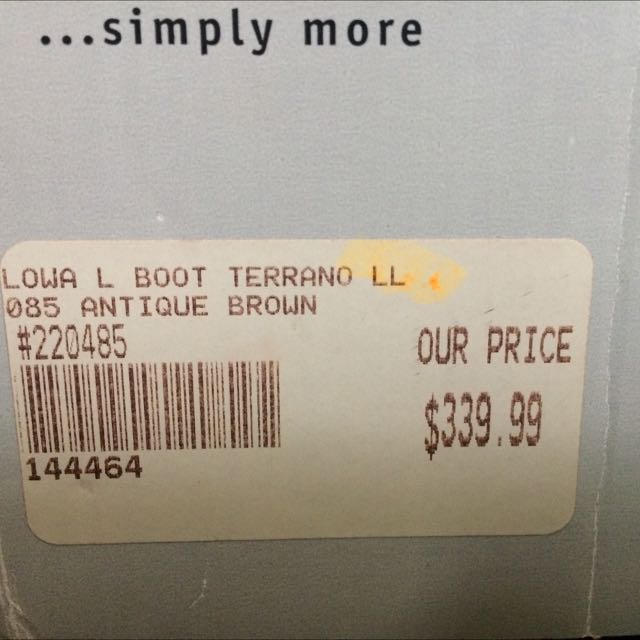 ...simply more
LOWA L BOOT TERRANO LL
085 ANTIQUE BROWN
#220485
OUR PRICE
$339.99
144464